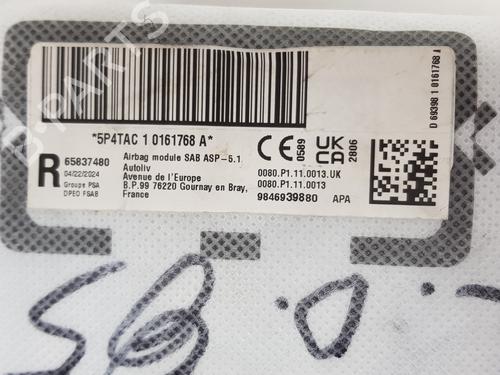 *5P4TAC 1 0161768 A*
R
65837480
04/22/2024
Groupe PSA
DPEO FSAB
Airbag module SAB ASP-5.1
Autoliv
Avenue de l'Europe
B.P.99 76220 Gournay en Bray,
France
CE 0589
UK CA 2806
0080.P1.11.0013.UK
0080.P1.11.0013
9846939880 APA
D 69398 1 0161768 A
B-PARTS